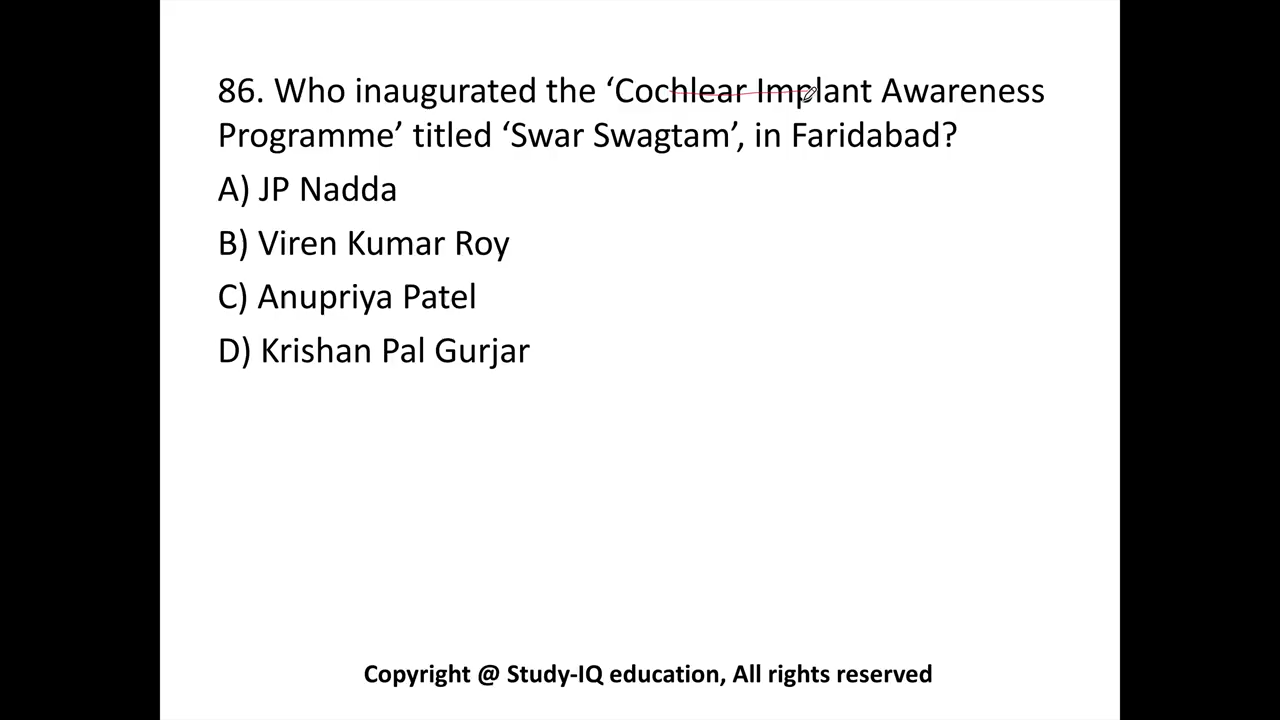 86. Who inaugurated the ‘Cochlear Implant Awareness
Programme’ titled ‘Swar Swagtam’, in Faridabad?
A) JP Nadda
B) Viren Kumar Roy
C) Anupriya Patel
D) Krishan Pal Gurjar
Copyright @ Study-IQ education, All rights reserved